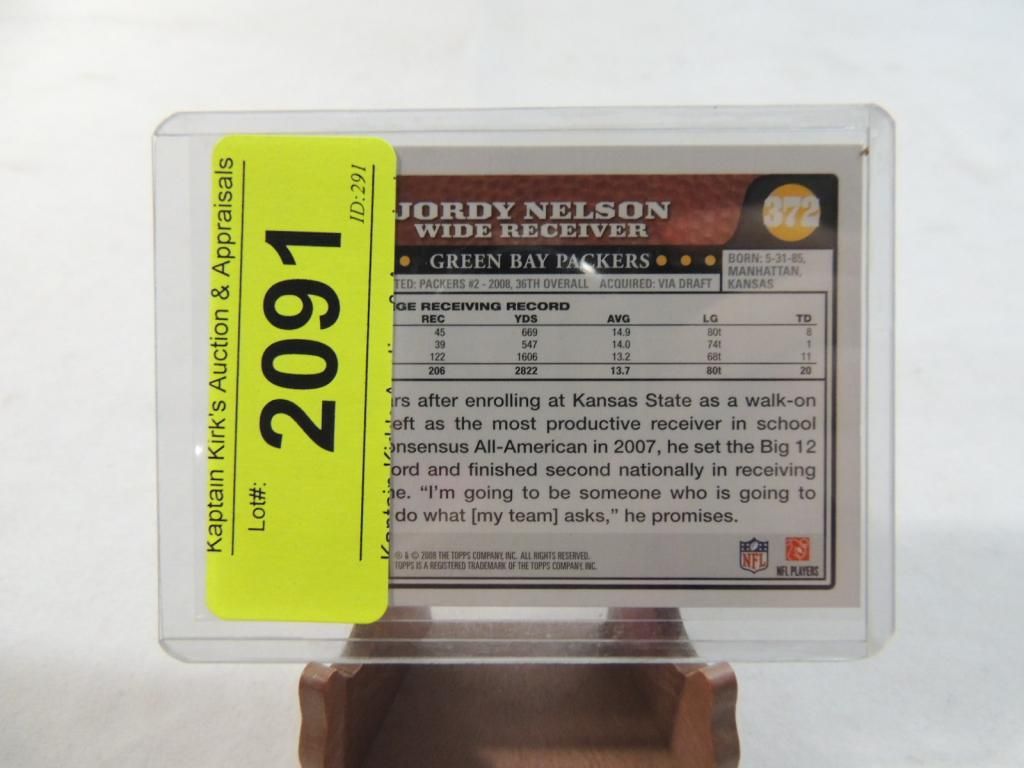 Kaptain Kirk's Auction & Appraisals
Lot#:
2091
ID:291
JORDY NELSON
WIDE RECEIVER
372
GREEN BAY PACKERS
BORN: 5-31-85,
MANHATTAN,
KANSAS
TED: PACKERS #2 - 2008, 36TH OVERALL ACQUIRED: VIA DRAFT
GE RECEIVING RECORD
REC YDS AVG LG TD
45 669 14.9 80t 8
39 547 14.0 74t 1
122 1606 13.2 68t 11
206 2822 13.7 80t 20
rs after enrolling at Kansas State as a walk-on
eft as the most productive receiver in school
onsensus All-American in 2007, he set the Big 12
ord and finished second nationally in receiving
e. "I'm going to be someone who is going to
do what [my team] asks," he promises.
® & © 2008 THE TOPPS COMPANY, INC. ALL RIGHTS RESERVED.
TOPPS IS A REGISTERED TRADEMARK OF THE TOPPS COMPANY, INC.
NFL
NFL PLAYERS